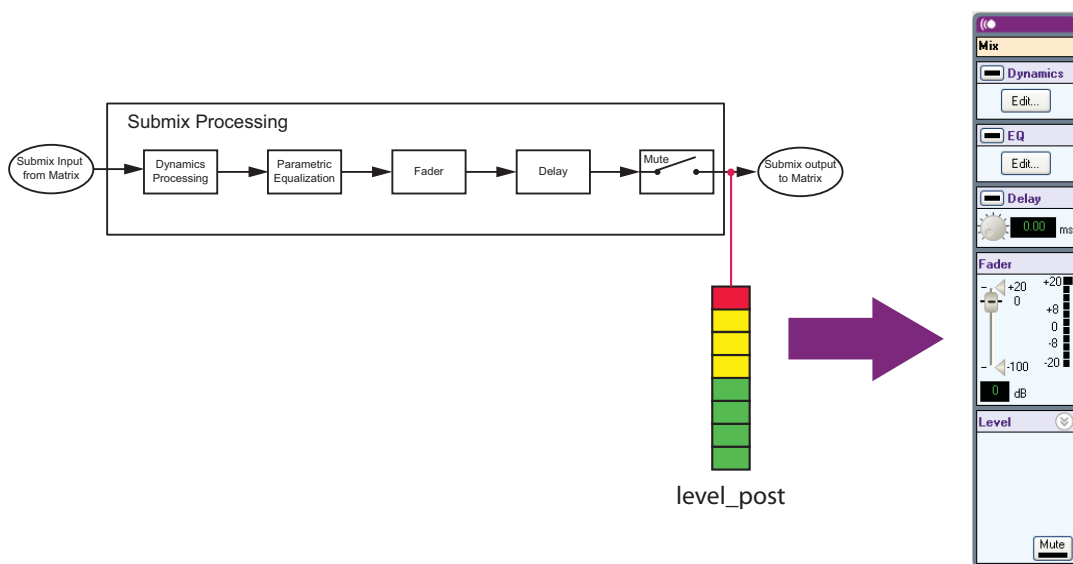 Submix Processing
Submix Input
from Matrix
Dynamics
Processing
Parametric
Equalization
Fader
Delay
Mute
Submix output
to Matrix
level_post
Mix
Dynamics
Edit...
EQ
Edit...
Delay
0.00 ms
Fader
+20 +20
0
+8
0
-8
-100 -20
0 dB
Level
Mute